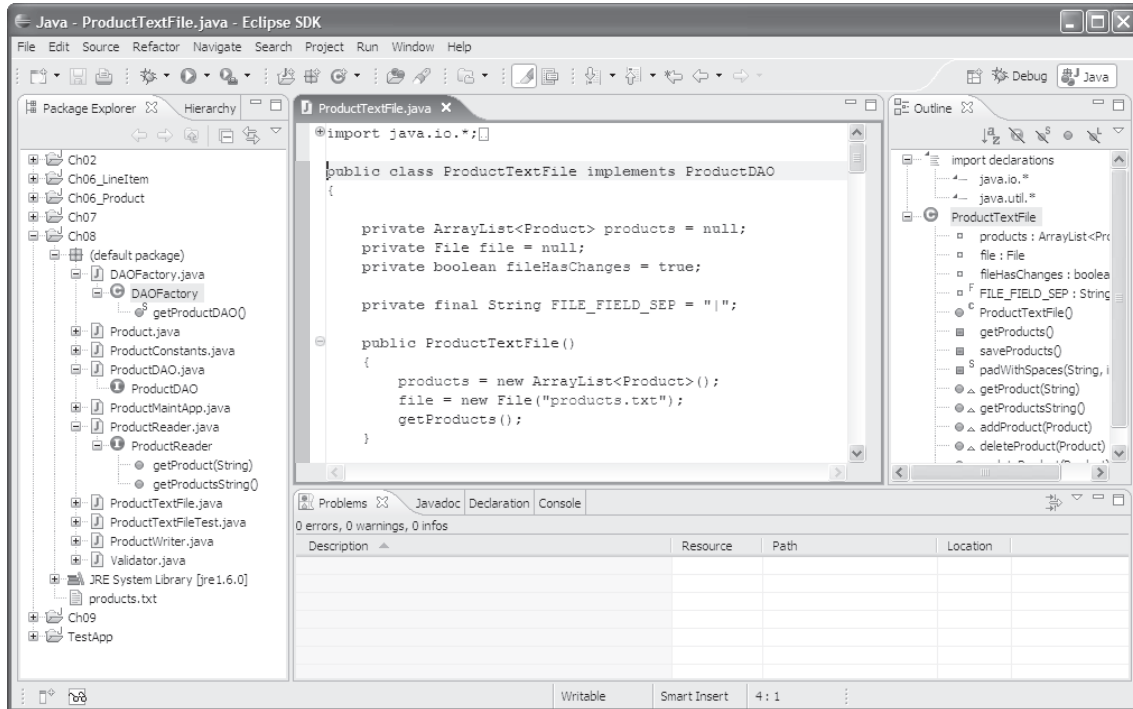 Java - ProductTextFile.java - Eclipse SDK
File Edit Source Refactor Navigate Search Project Run Window Help
Debug Java
Package Explorer Hierarchy
Ch02
Ch06_LineItem
Ch06_Product
Ch07
Ch08
(default package)
DAOFactory.java
DAOFactory
getProductDAO()
Product.java
ProductConstants.java
ProductDAO.java
ProductDAO
ProductMaintApp.java
ProductReader.java
ProductReader
getProduct(String)
getProductsString()
ProductTextFile.java
ProductTextFileTest.java
ProductWriter.java
Validator.java
JRE System Library [jre1.6.0]
products.txt
Ch09
TestApp
ProductTextFile.java
import java.io.*;
public class ProductTextFile implements ProductDAO
{
private ArrayList<Product> products = null;
private File file = null;
private boolean fileHasChanges = true;
private final String FILE_FIELD_SEP = "|";
public ProductTextFile()
{
products = new ArrayList<Product>();
file = new File("products.txt");
getProducts();
}
Outline
import declarations
java.io.*
java.util.*
ProductTextFile
products : ArrayList<Pro
file : File
fileHasChanges : boolea
FILE_FIELD_SEP : String
ProductTextFile()
getProducts()
saveProducts()
padWithSpaces(String, i
getProduct(String)
getProductsString()
addProduct(Product)
deleteProduct(Product)
Problems Javadoc Declaration Console
0 errors, 0 warnings, 0 infos
Description Resource Path Location
Writable Smart Insert 4 : 1